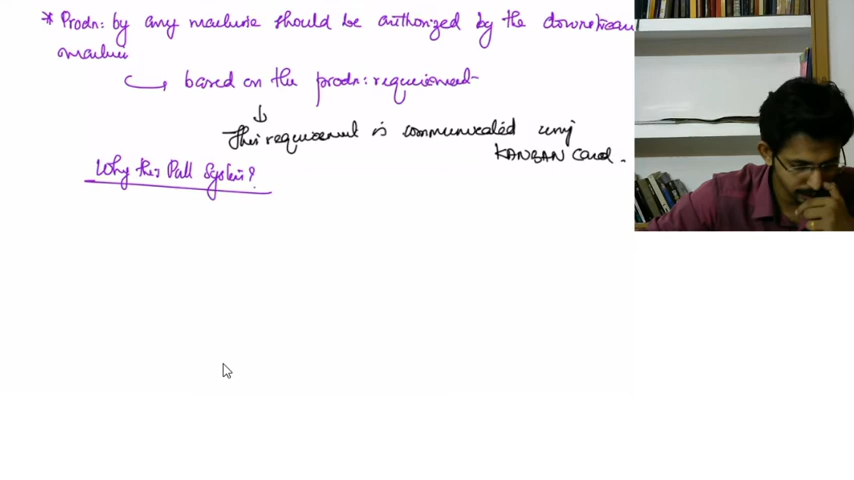 * Prodn: by any machine should be authorized by the downstream
machine
↳ based on the prodn: requirement
↓
This requirement is communicated using
KANBAN Card.
Why this Pull System?